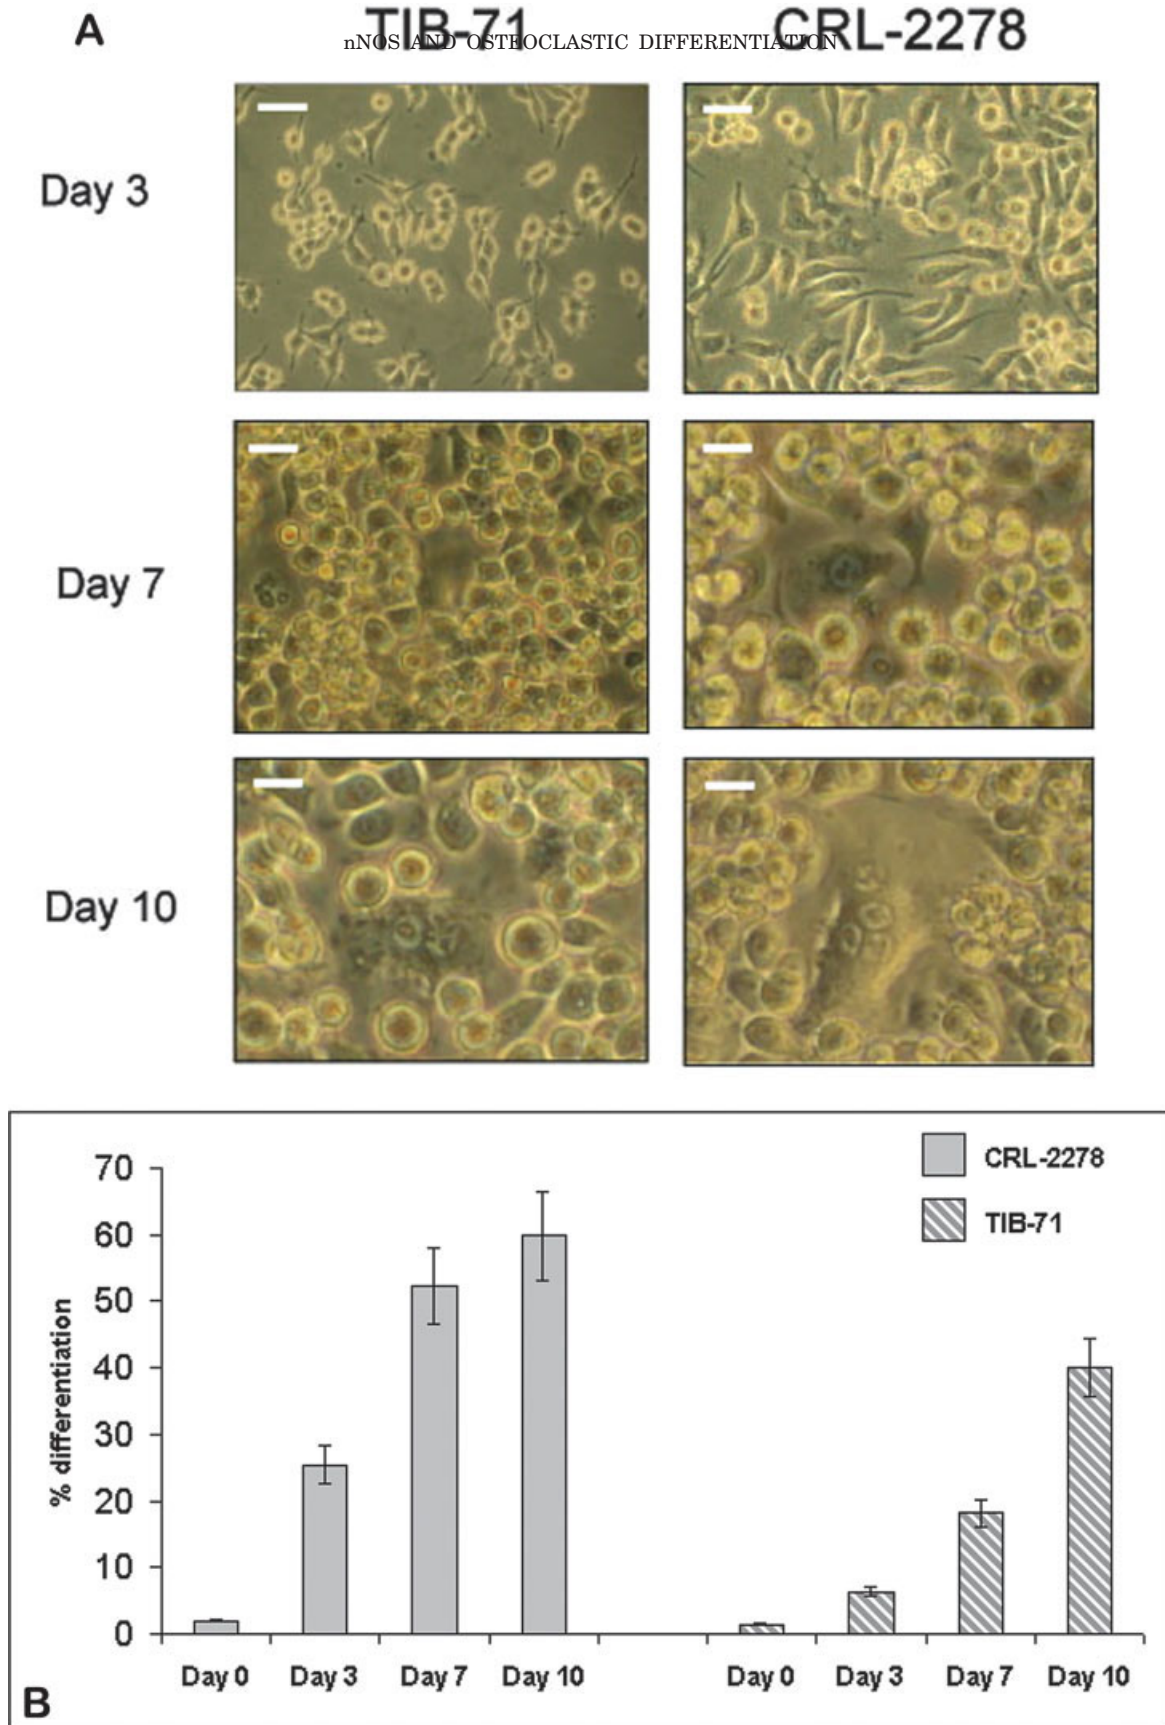 A
TIB-71
CRL-2278
nNOS AND OSTEOCLASTIC DIFFERENTIATION
Day 3
Day 7
Day 10
CRL-2278
TIB-71
70
60
50
40
30
20
10
0
% differentiation
Day 0 Day 3 Day 7 Day 10 Day 0 Day 3 Day 7 Day 10
B